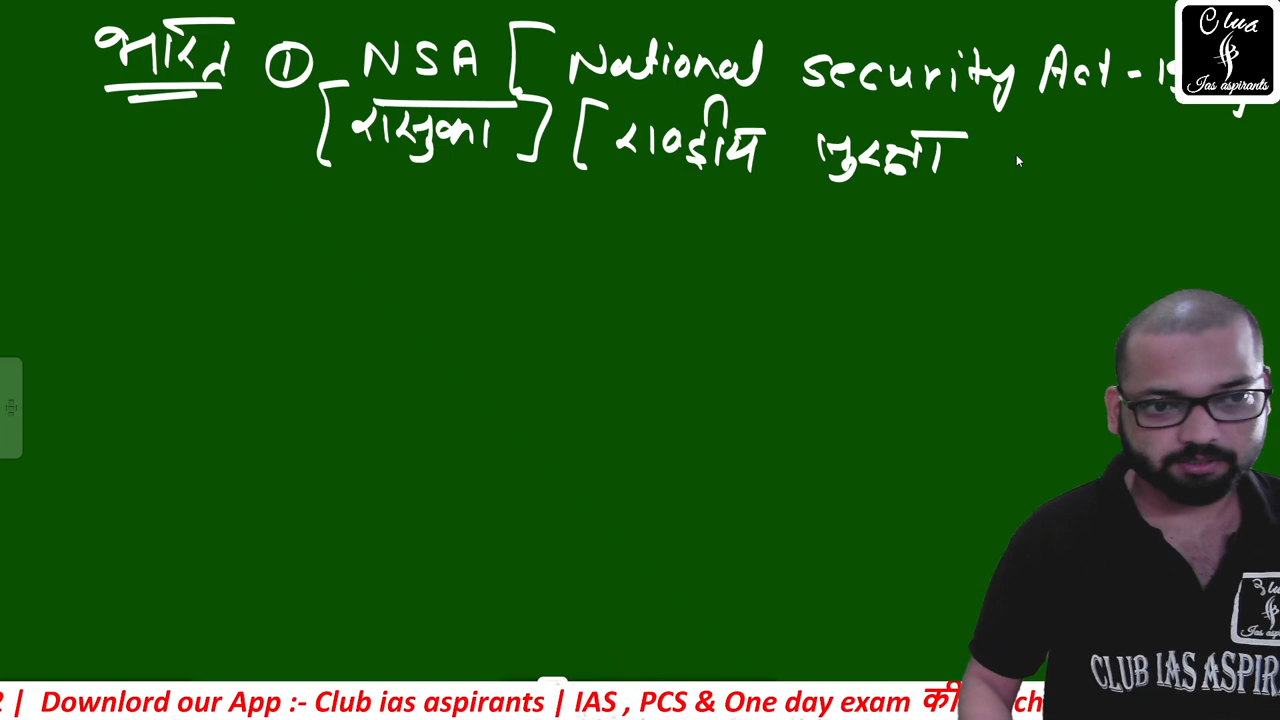 भारत ① NSA [ National security Act -
[ रासुका ] [ राष्ट्रीय सुरक्षा
Club
Ias aspirants
CLUB IAS ASPIR
| Downlord our App :- Club ias aspirants | IAS , PCS & One day exam की